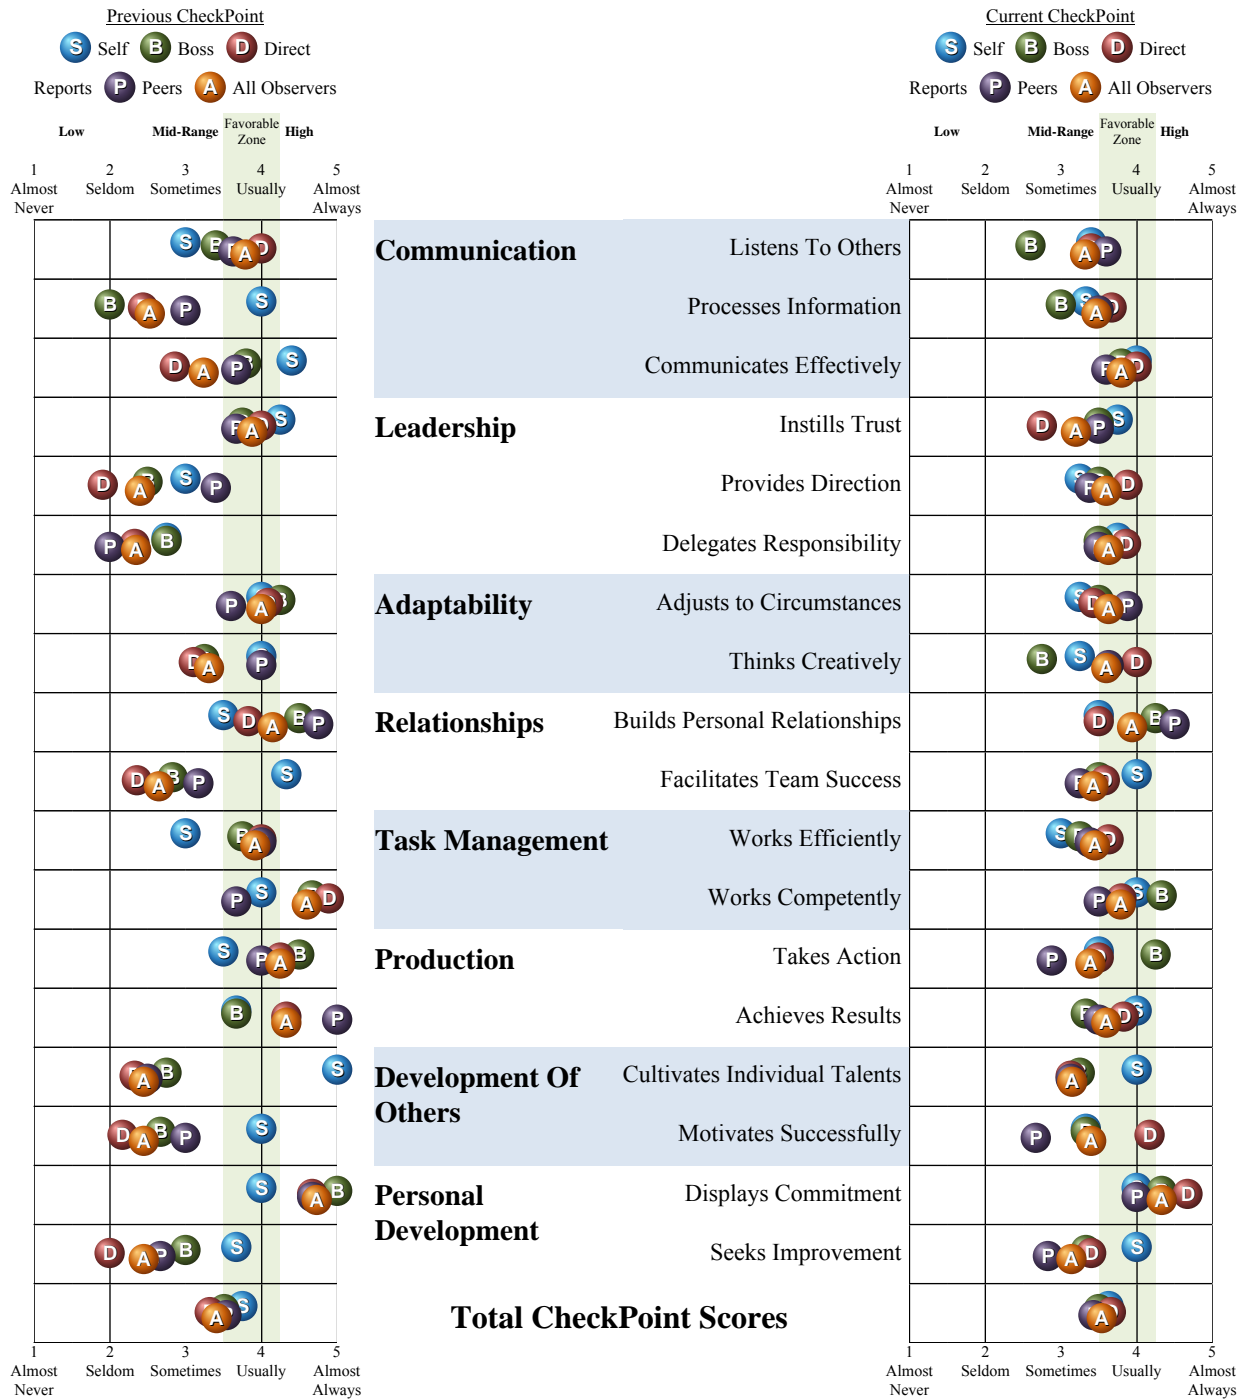 Previous CheckPoint
S Self B Boss D Direct
Reports P Peers A All Observers
Current CheckPoint
S Self B Boss D Direct
Reports P Peers A All Observers
Low Mid-Range Favorable Zone High
1 2 3 4 5
Almost Never Seldom Sometimes Usually Almost Always
Low Mid-Range Favorable Zone High
1 2 3 4 5
Almost Never Seldom Sometimes Usually Almost Always
S B P A D
Communication Listens To Others
B S D A P
B D A P S
Processes Information
B S A P D
D A P B S
Communicates Effectively
P B A S D
P B A D S
Leadership Instills Trust
D A P B S
D A B S P
Provides Direction
S P B A D
P D A B
Delegates Responsibility
P B A S D
P S A D B
Adaptability Adjusts to Circumstances
S D B A P
D B A S P
Thinks Creatively
B S A P D
S D A B P
Relationships Builds Personal Relationships
S D A B P
D A B P S
Facilitates Team Success
P A B D S
S B A D P
Task Management Works Efficiently
S B P A D
P S A B D
Works Competently
P A D S B
S P A D B
Production Takes Action
P A D S B
B A P
Achieves Results
B P A D S
D A P B S
Development Of Others Cultivates Individual Talents
A B S
D A B P S
Motivates Successfully
P B A D
S A B
Personal Development Displays Commitment
S P B A D
D A P B S
Seeks Improvement
P A B D S
D A B P S
Total CheckPoint Scores
P B A S D
1 2 3 4 5
Almost Never Seldom Sometimes Usually Almost Always
1 2 3 4 5
Almost Never Seldom Sometimes Usually Almost Always